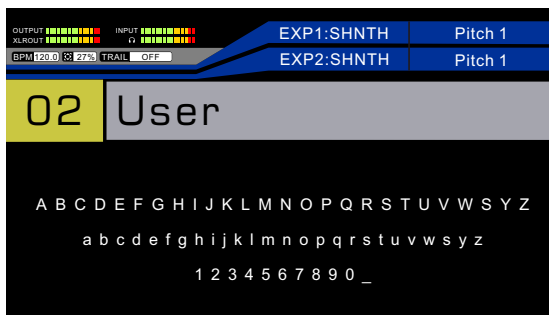 OUTPUT INPUT EXP1:SHNTH Pitch 1
XLROUT
BPM 120.0 27% TRAIL OFF EXP2:SHNTH Pitch 1
02 User
A B C D E F G H I J K L M N O P Q R S T U V W S Y Z
a b c d e f g h i j k l m n o p q r s t u v w s y z
1 2 3 4 5 6 7 8 9 0 _